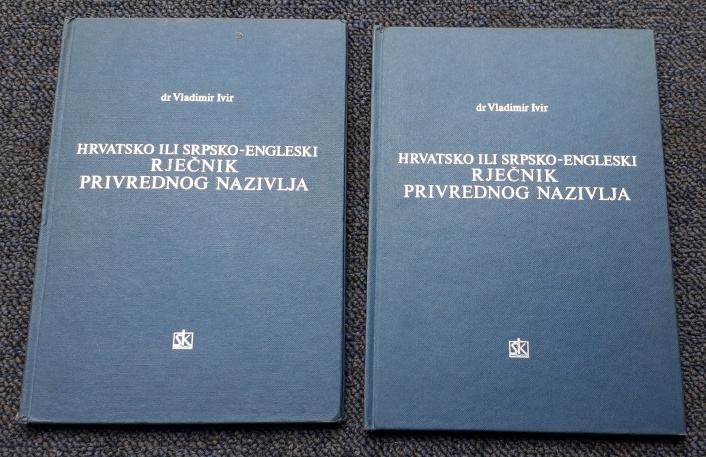 dr Vladimir Ivir
HRVATSKO ILI SRPSKO-ENGLESKI
RJEČNIK
PRIVREDNOG NAZIVLJA
šk
dr Vladimir Ivir
HRVATSKO ILI SRPSKO-ENGLESKI
RJEČNIK
PRIVREDNOG NAZIVLJA
šk